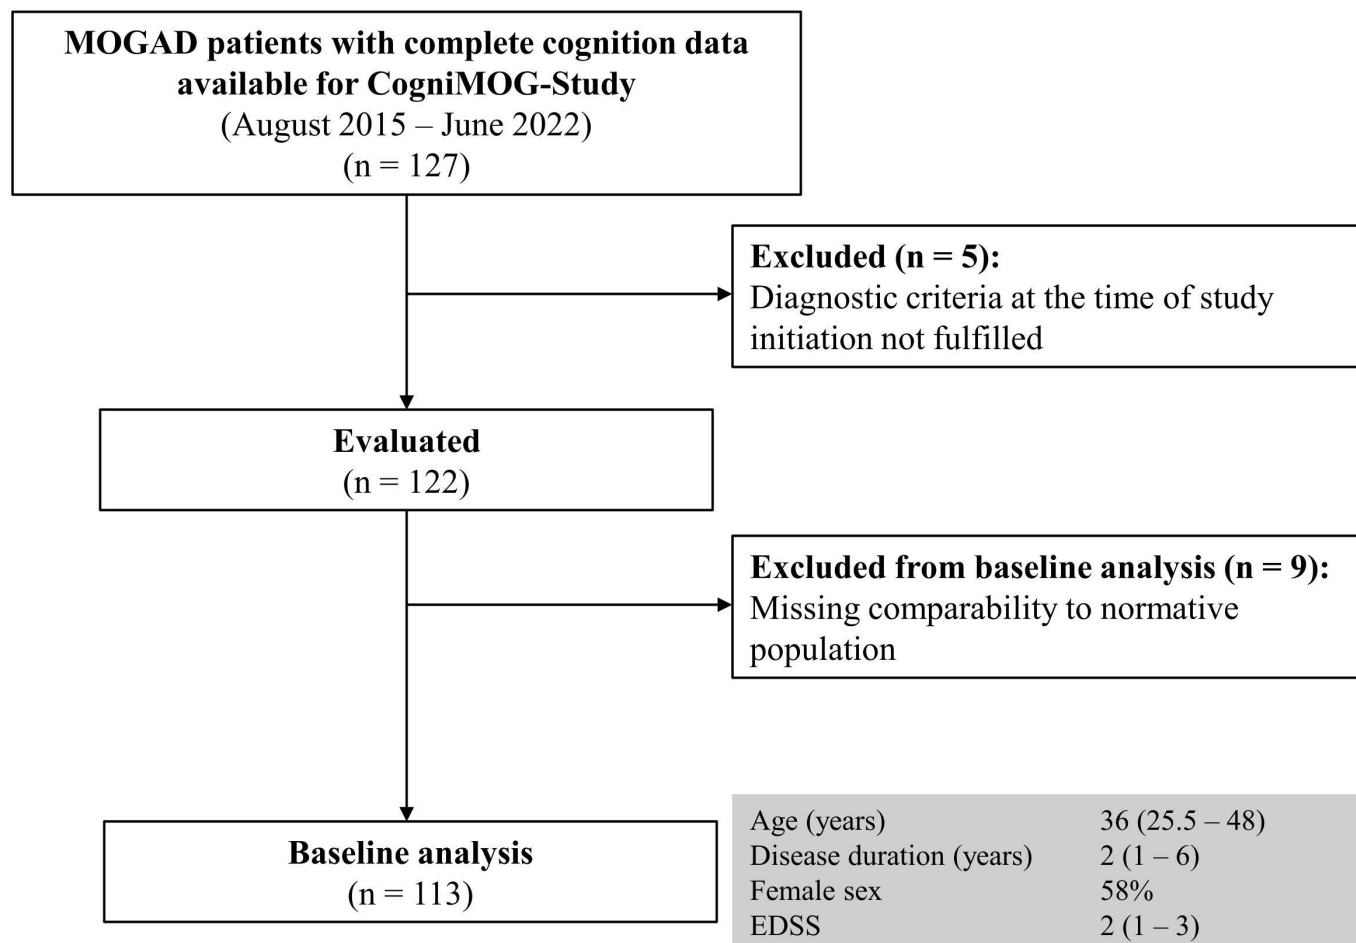 MOGAD patients with complete cognition data
available for CogniMOG-Study
(August 2015 – June 2022)
(n = 127)
Excluded (n = 5):
Diagnostic criteria at the time of study
initiation not fulfilled
Evaluated
(n = 122)
Excluded from baseline analysis (n = 9):
Missing comparability to normative
population
Baseline analysis
(n = 113)
Age (years) 36 (25.5 – 48)
Disease duration (years) 2 (1 – 6)
Female sex 58%
EDSS 2 (1 – 3)